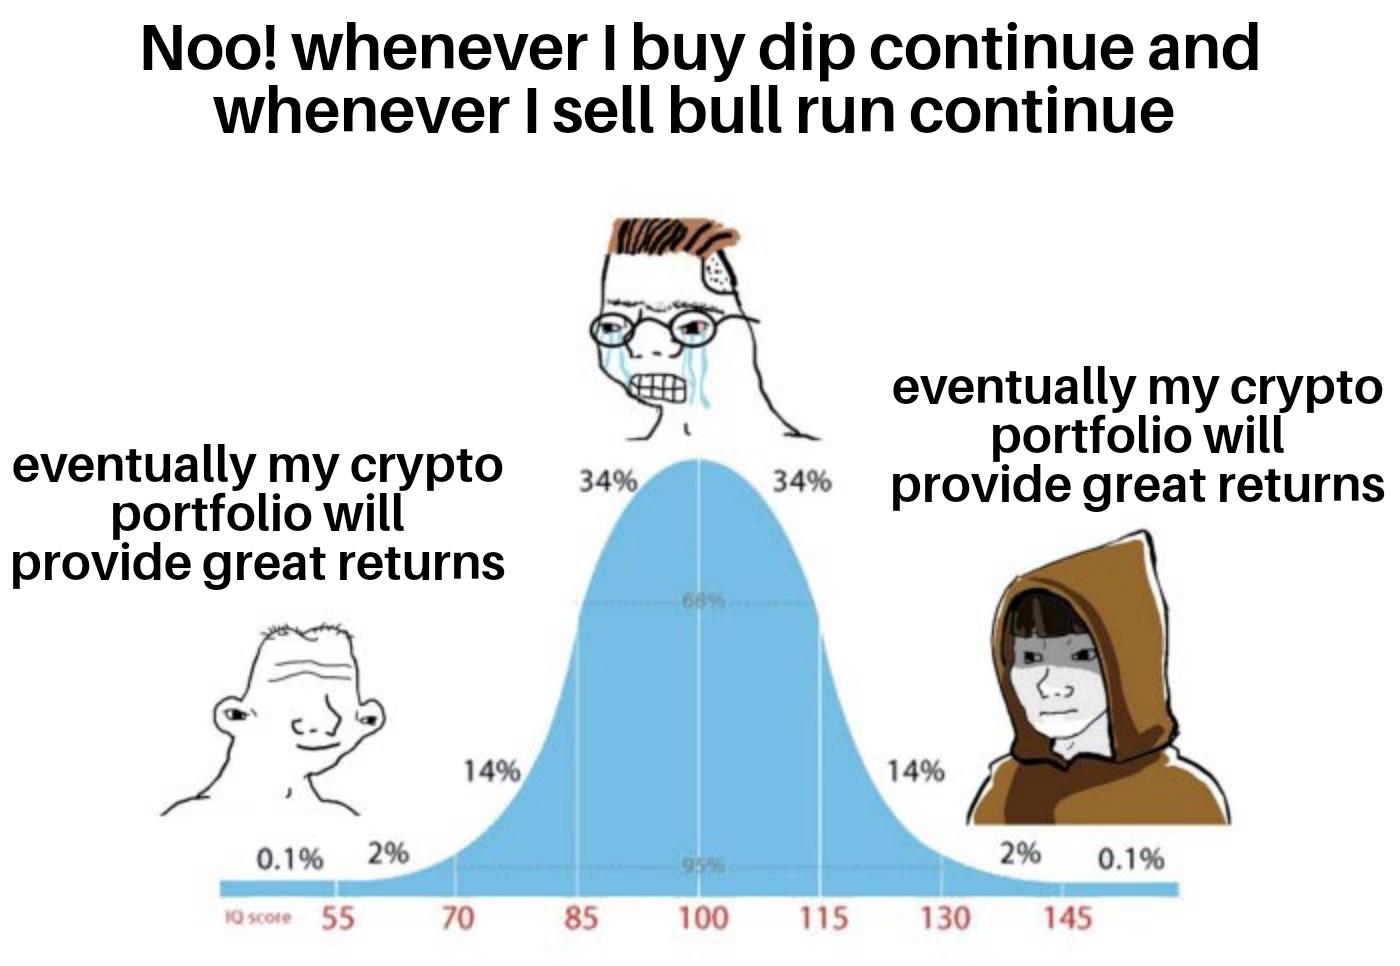 Noo! whenever I buy dip continue and
whenever I sell bull run continue
eventually my crypto
portfolio will
provide great returns
eventually my crypto
portfolio will
provide great returns
34% 34%
68%
14% 14%
0.1% 2% 95% 2% 0.1%
IQ score 55 70 85 100 115 130 145